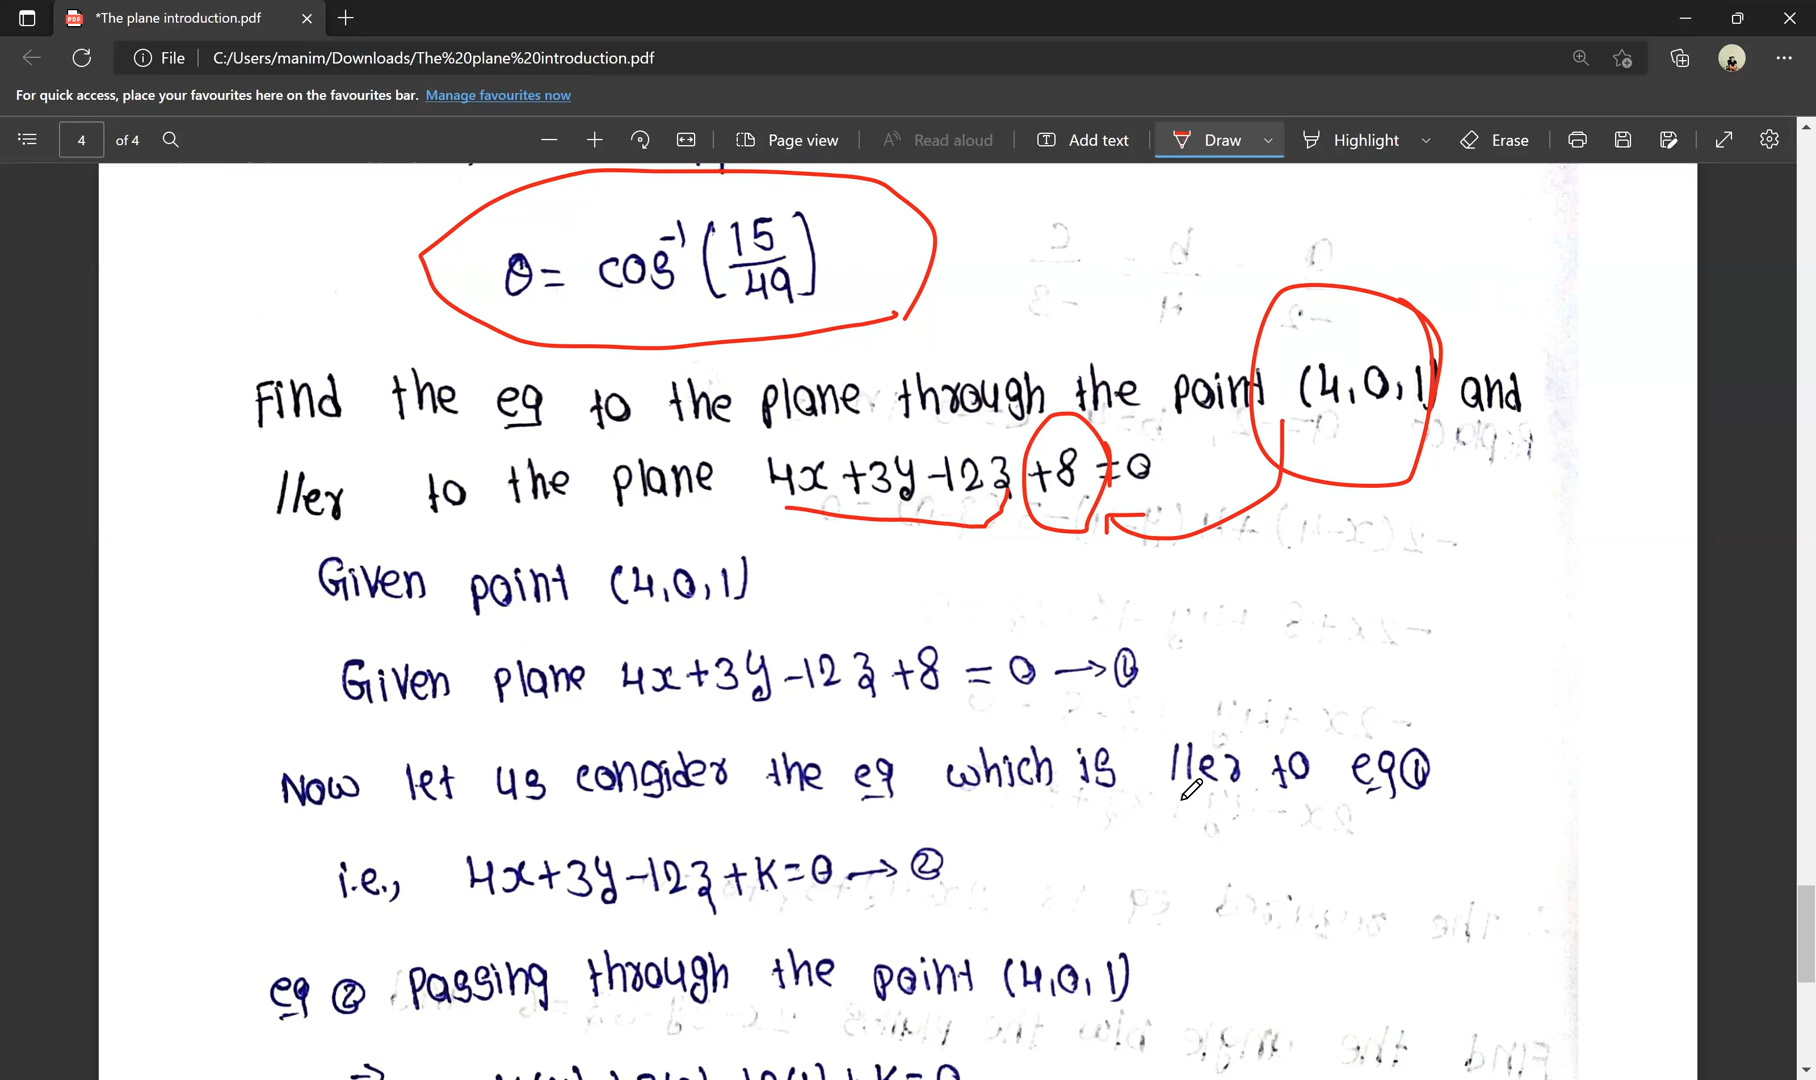 *The plane introduction.pdf
File C:/Users/manim/Downloads/The%20plane%20introduction.pdf
For quick access, place your favourites here on the favourites bar. Manage favourites now
4 of 4 Page view Read aloud Add text Draw Highlight Erase
θ = cos⁻¹ (15/49)
Find the eq to the plane through the point (4,0,1) and
//er to the plane 4x +3y -12z +8 = 0
Given point (4,0,1)
Given plane 4x+3y-12z +8 = 0 → ①
Now let us consider the eq which is //er to eq①
i.e., 4x+3y-12z+K=0 → ②
eq ② Passing through the point (4,0,1)